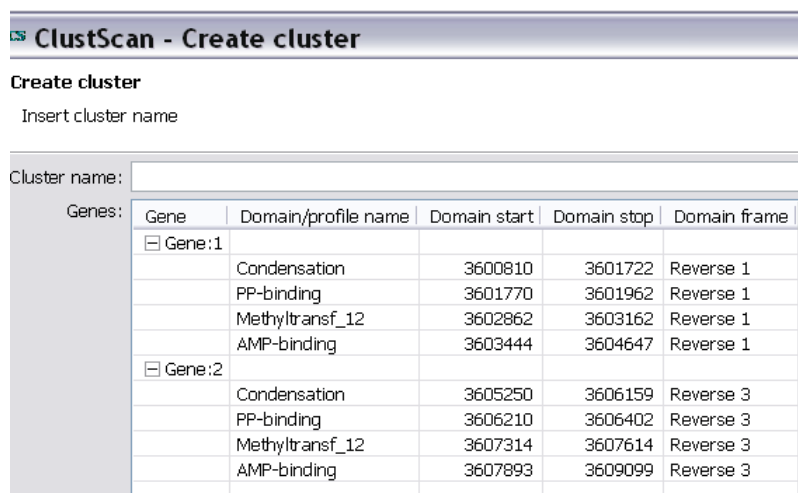 ClustScan - Create cluster
Create cluster
Insert cluster name
Cluster name:
Genes: Gene Domain/profile name Domain start Domain stop Domain frame
Gene:1
Condensation 3600810 3601722 Reverse 1
PP-binding 3601770 3601962 Reverse 1
Methyltransf_12 3602862 3603162 Reverse 1
AMP-binding 3603444 3604647 Reverse 1
Gene:2
Condensation 3605250 3606159 Reverse 3
PP-binding 3606210 3606402 Reverse 3
Methyltransf_12 3607314 3607614 Reverse 3
AMP-binding 3607893 3609099 Reverse 3